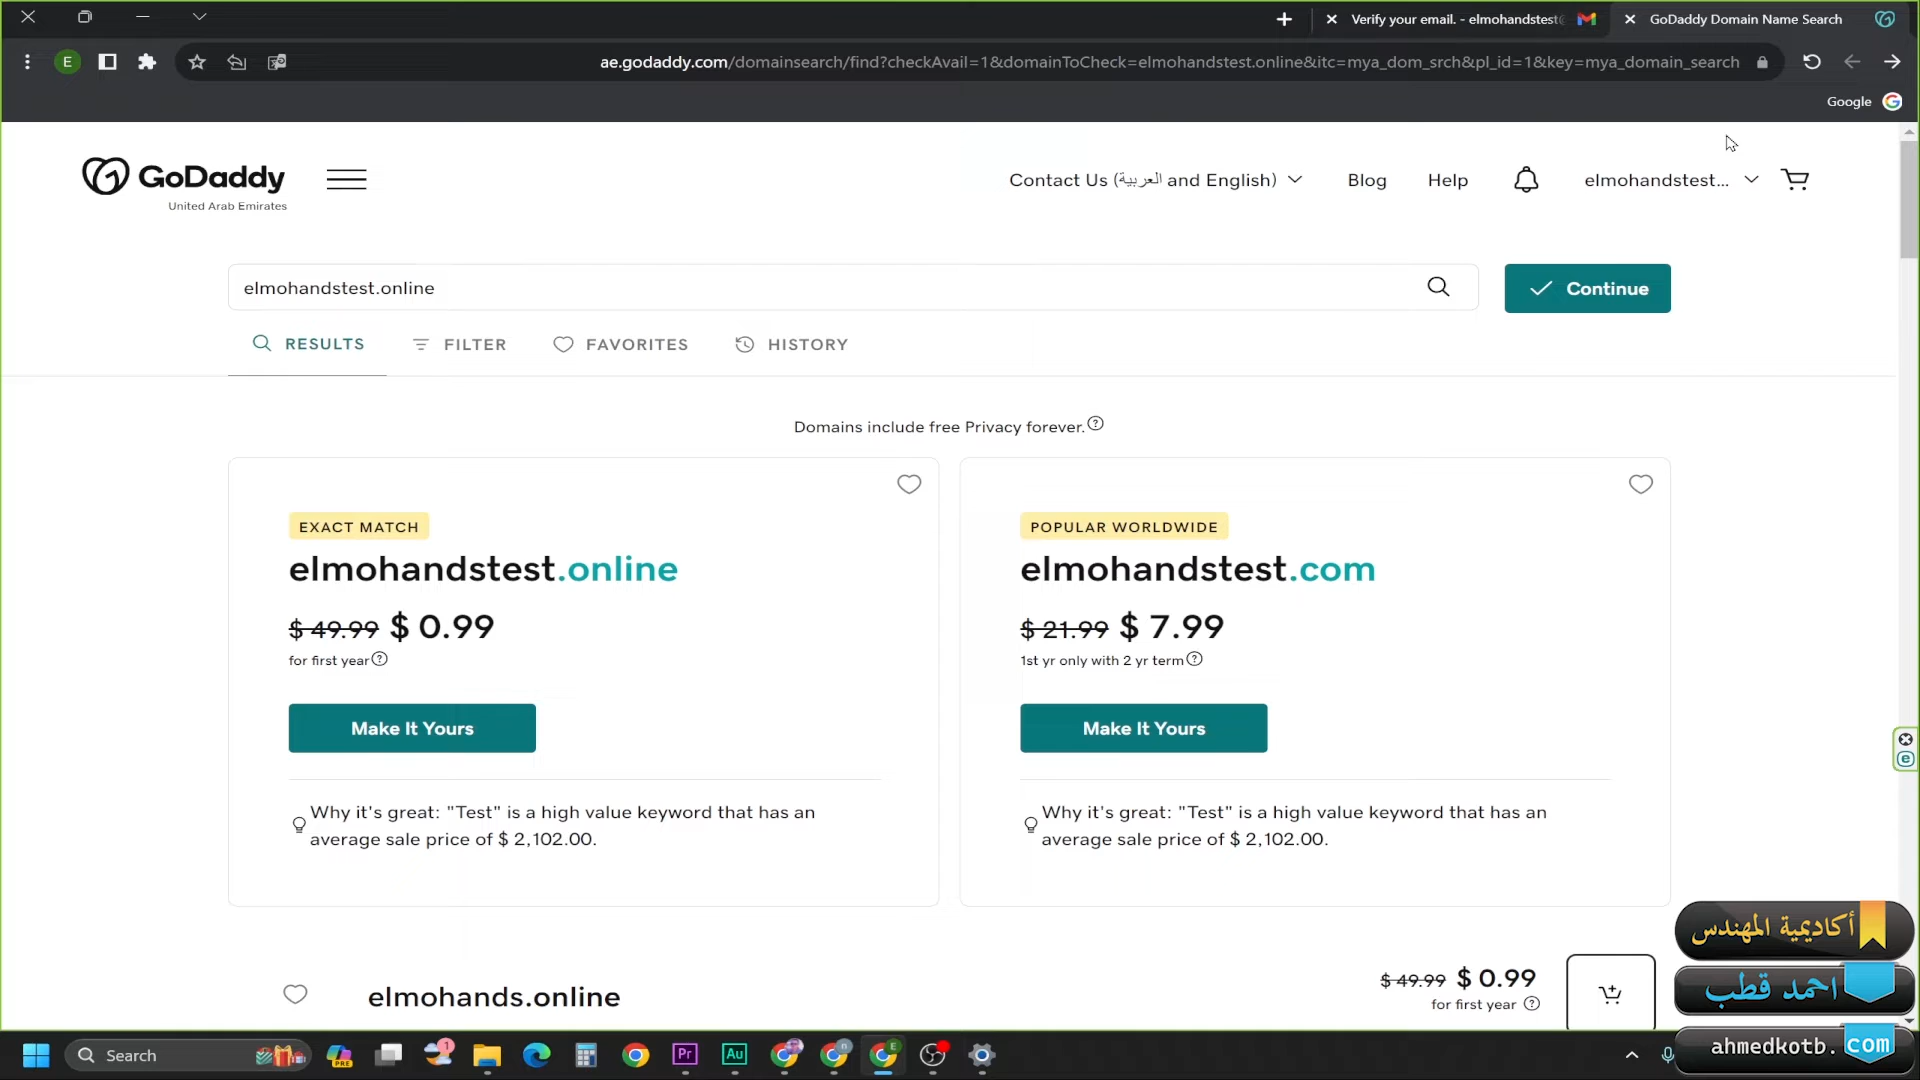 Verify your email. - elmohandstest@
GoDaddy Domain Name Search
E
ae.godaddy.com/domainsearch/find?checkAvail=1&domainToCheck=elmohandstest.online&itc=mya_dom_srch&pl_id=1&key=mya_domain_search
Google
GoDaddy
United Arab Emirates
Contact Us (العربية and English)
Blog
Help
elmohandstest...
elmohandstest.online
Continue
RESULTS
FILTER
FAVORITES
HISTORY
Domains include free Privacy forever.
EXACT MATCH
elmohandstest.online
$ 49.99 $ 0.99
for first year
Make It Yours
Why it's great: "Test" is a high value keyword that has an
average sale price of $ 2,102.00.
POPULAR WORLDWIDE
elmohandstest.com
$ 21.99 $ 7.99
1st yr only with 2 yr term
Make It Yours
Why it's great: "Test" is a high value keyword that has an
average sale price of $ 2,102.00.
elmohands.online
$ 49.99 $ 0.99
for first year
أكاديمية المهندس
احمد قطب
ahmedkotb. com
Search
PRE
1
Pr
Au
n
E